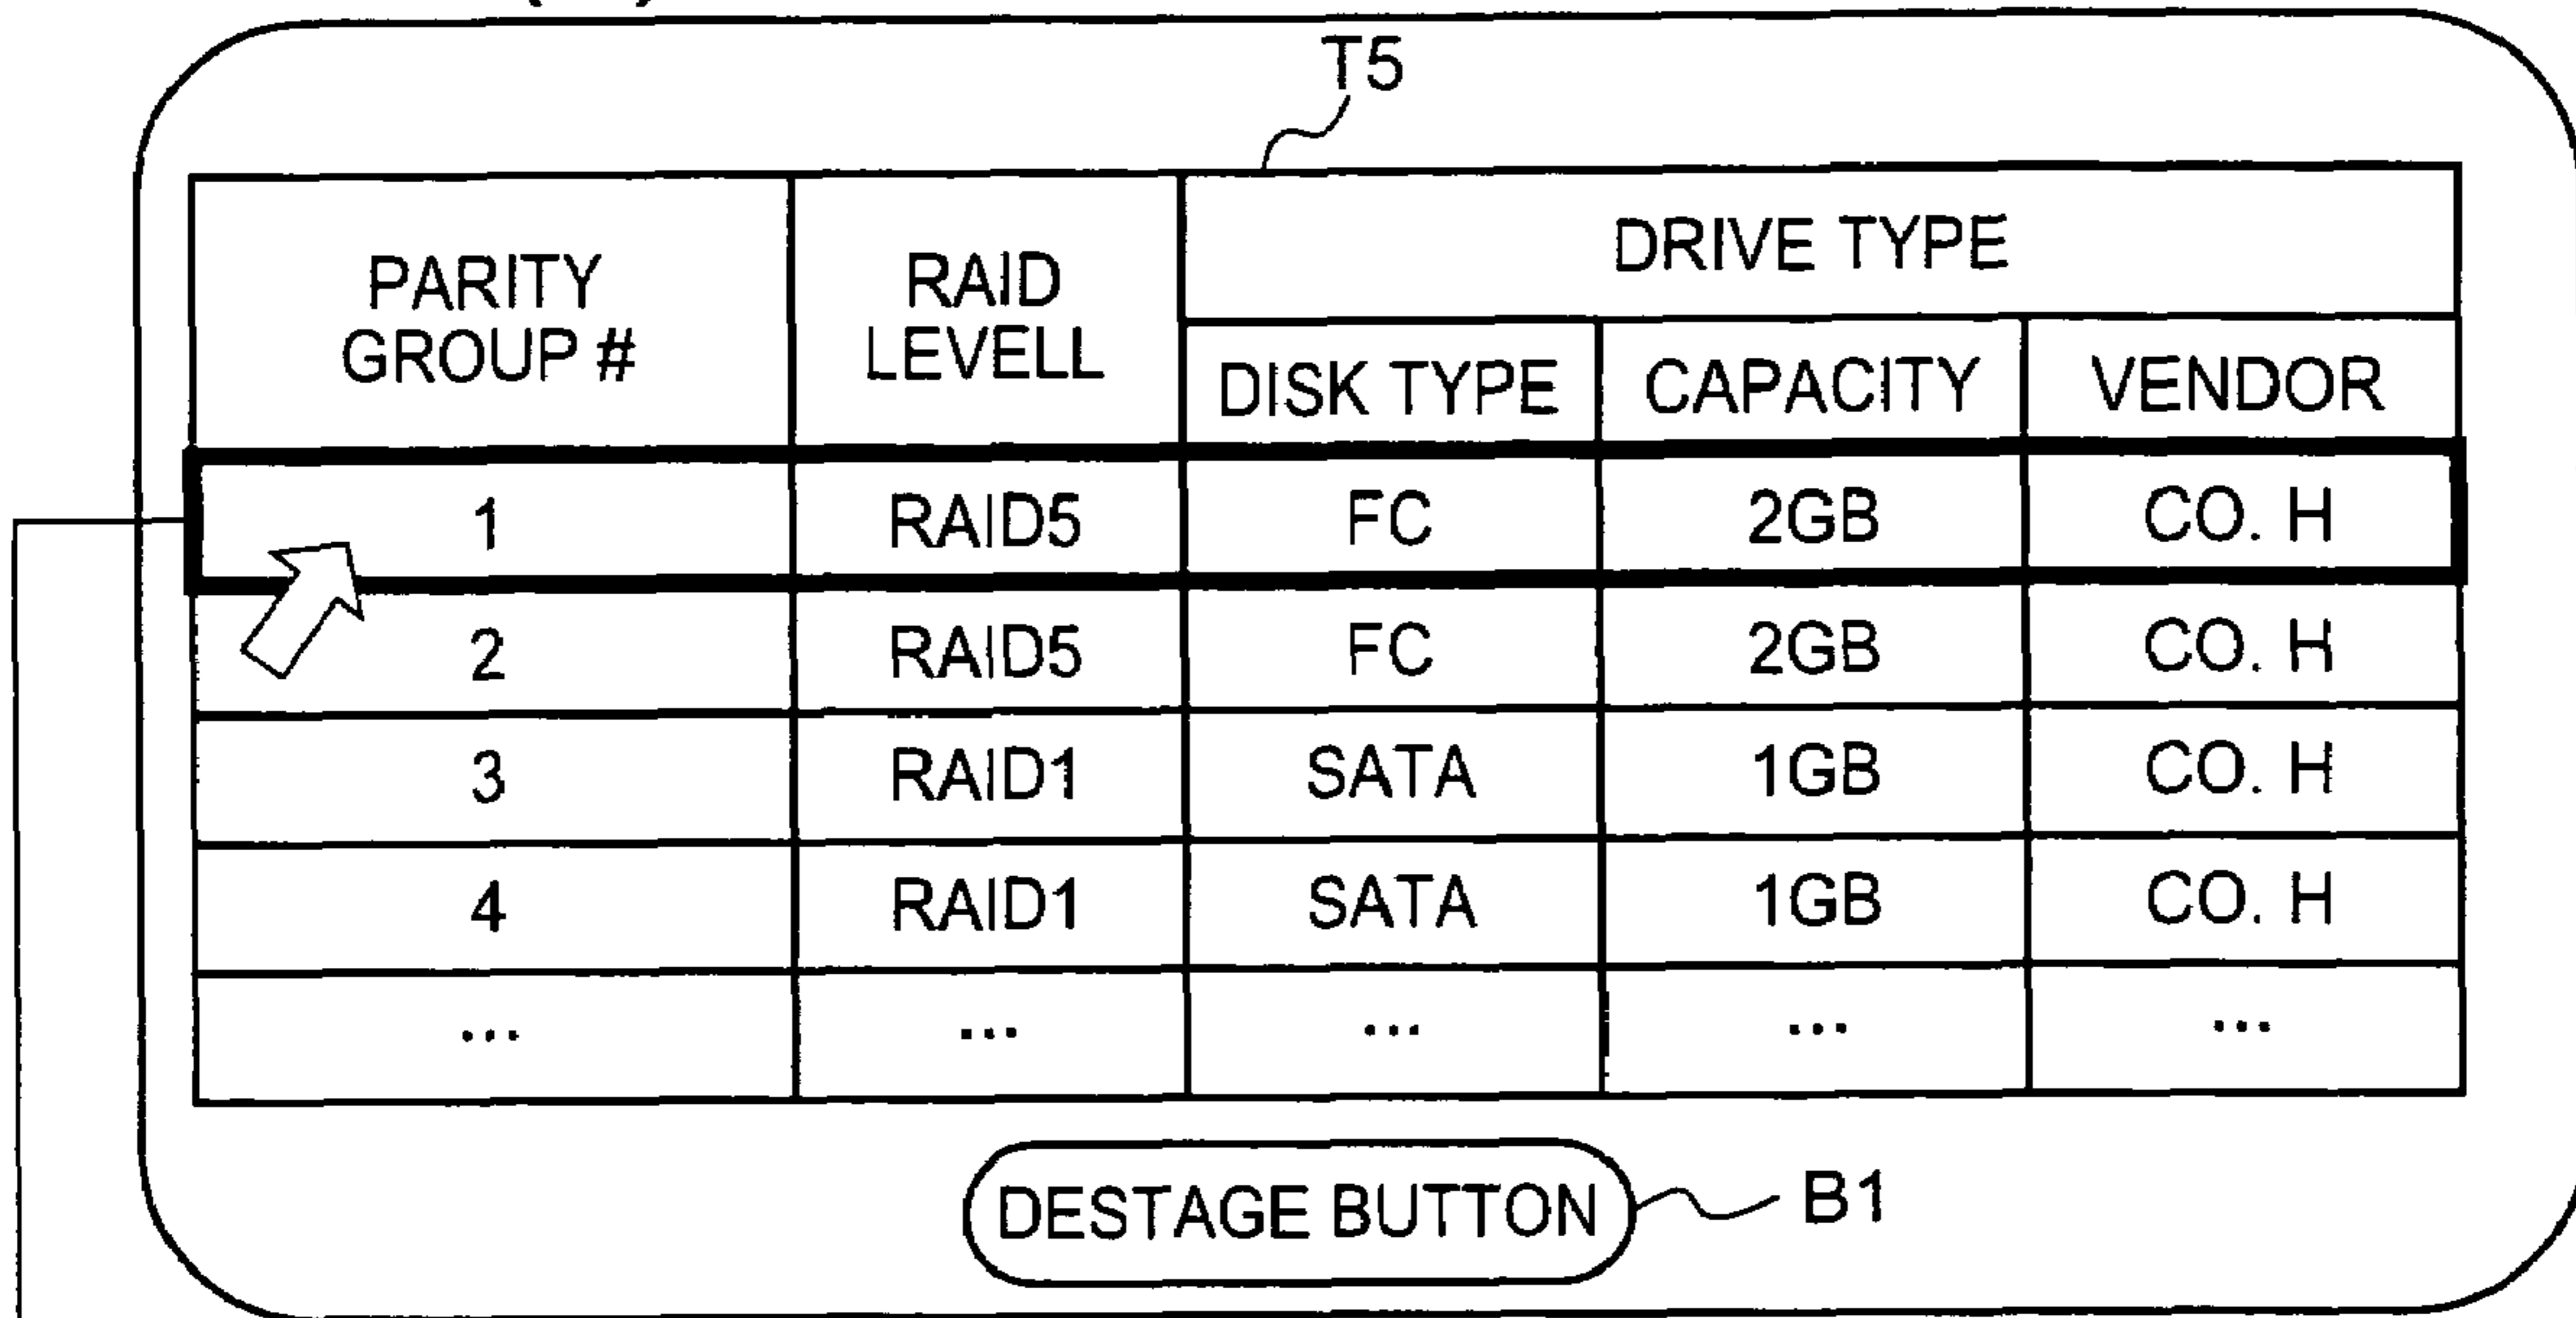 T5
PARITY
GROUP #
RAID
LEVELL
DRIVE TYPE
DISK TYPE CAPACITY VENDOR
1 RAID5 FC 2GB CO. H
2 RAID5 FC 2GB CO. H
3 RAID1 SATA 1GB CO. H
4 RAID1 SATA 1GB CO. H
... ... ... ... ...
DESTAGE BUTTON B1